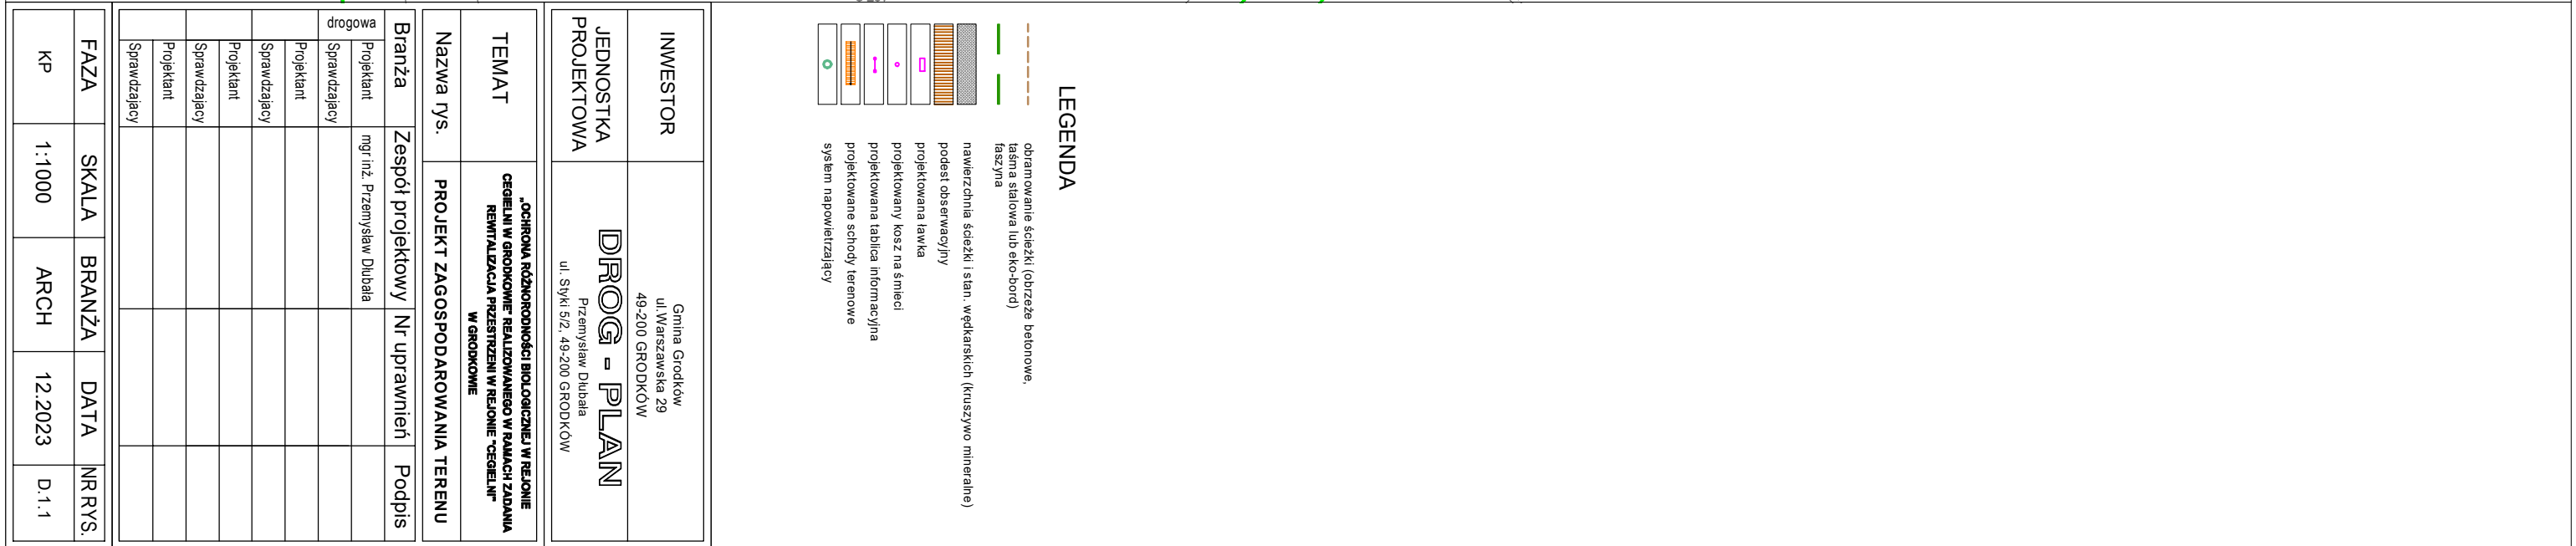 LEGENDA
obramowanie ścieżki (obrzeże betonowe,
taśma stalowa lub eko-bord)
faszyna
nawierzchnia ścieżki i stan. wędkarskich (kruszywo mineralne)
podest obserwacyjny
projektowana ławka
projektowany kosz na śmieci
projektowana tablica informacyjna
projektowane schody terenowe
system napowietrzający
INWESTOR
Gmina Grodków
ul.Warszawska 29
49-200 GRODKÓW
JEDNOSTKA
PROJEKTOWA
DROG - PLAN
Przemysław Dłubała
ul. Styki 5/2, 49-200 GRODKÓW
TEMAT
„OCHRONA RÓŻNORODNOŚCI BIOLOGICZNEJ W REJONIE
CEGIELNI W GRODKOWIE" REALIZOWANEGO W RAMACH ZADANIA
REWITALIZACJA PRZESTRZENI W REJONIE "CEGIELNI"
W GRODKOWIE
Nazwa rys.
PROJEKT ZAGOSPODAROWANIA TERENU
Branża Zespół projektowy Nr uprawnień Podpis
drogowa
Projektant mgr inż. Przemysław Dłubała
Sprawdzajacy
Projektant
Sprawdzajacy
Projektant
Sprawdzajacy
Projektant
Sprawdzajacy
FAZA SKALA BRANŻA DATA NR RYS.
KP 1:1000 ARCH 12.2023 D.1.1